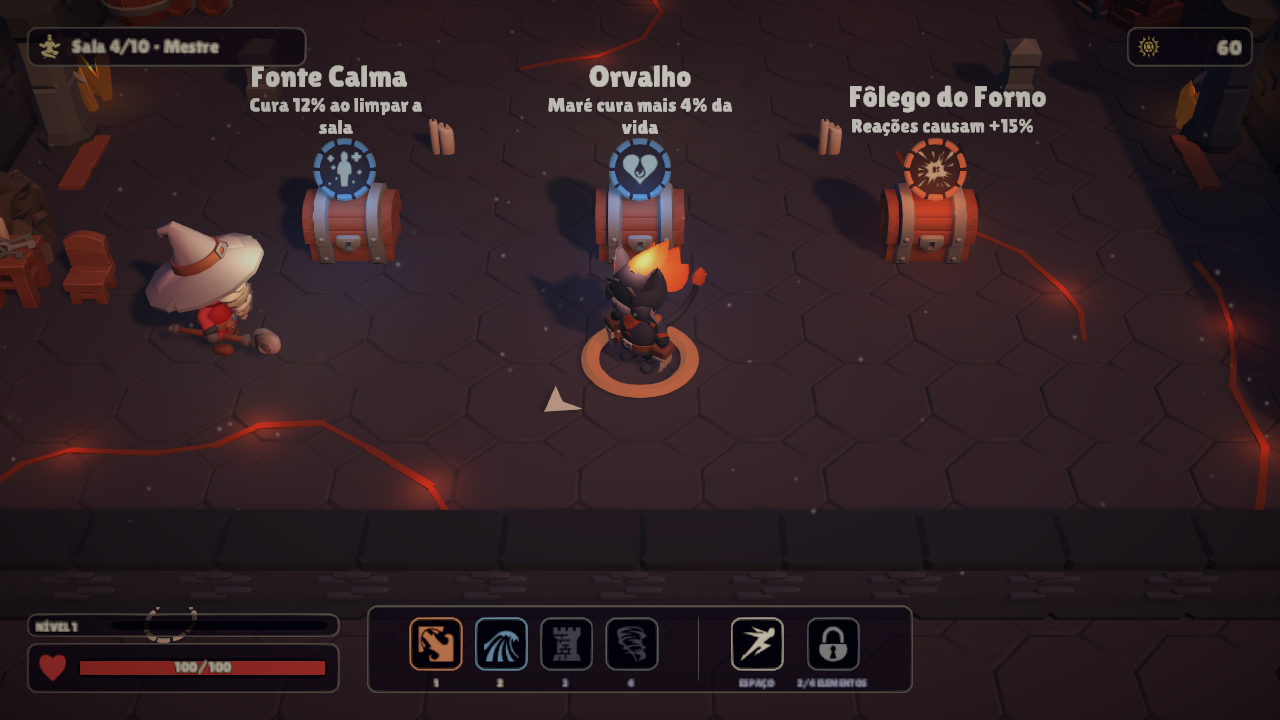 Sala 4/10 - Mestre
60
Fonte Calma
Cura 12% ao limpar a
sala
Orvalho
Maré cura mais 4% da
vida
Fôlego do Forno
Reações causam +15%
NÍVEL 1
100/100
1
2
3
4
ESPAÇO
2/4 ELEMENTOS